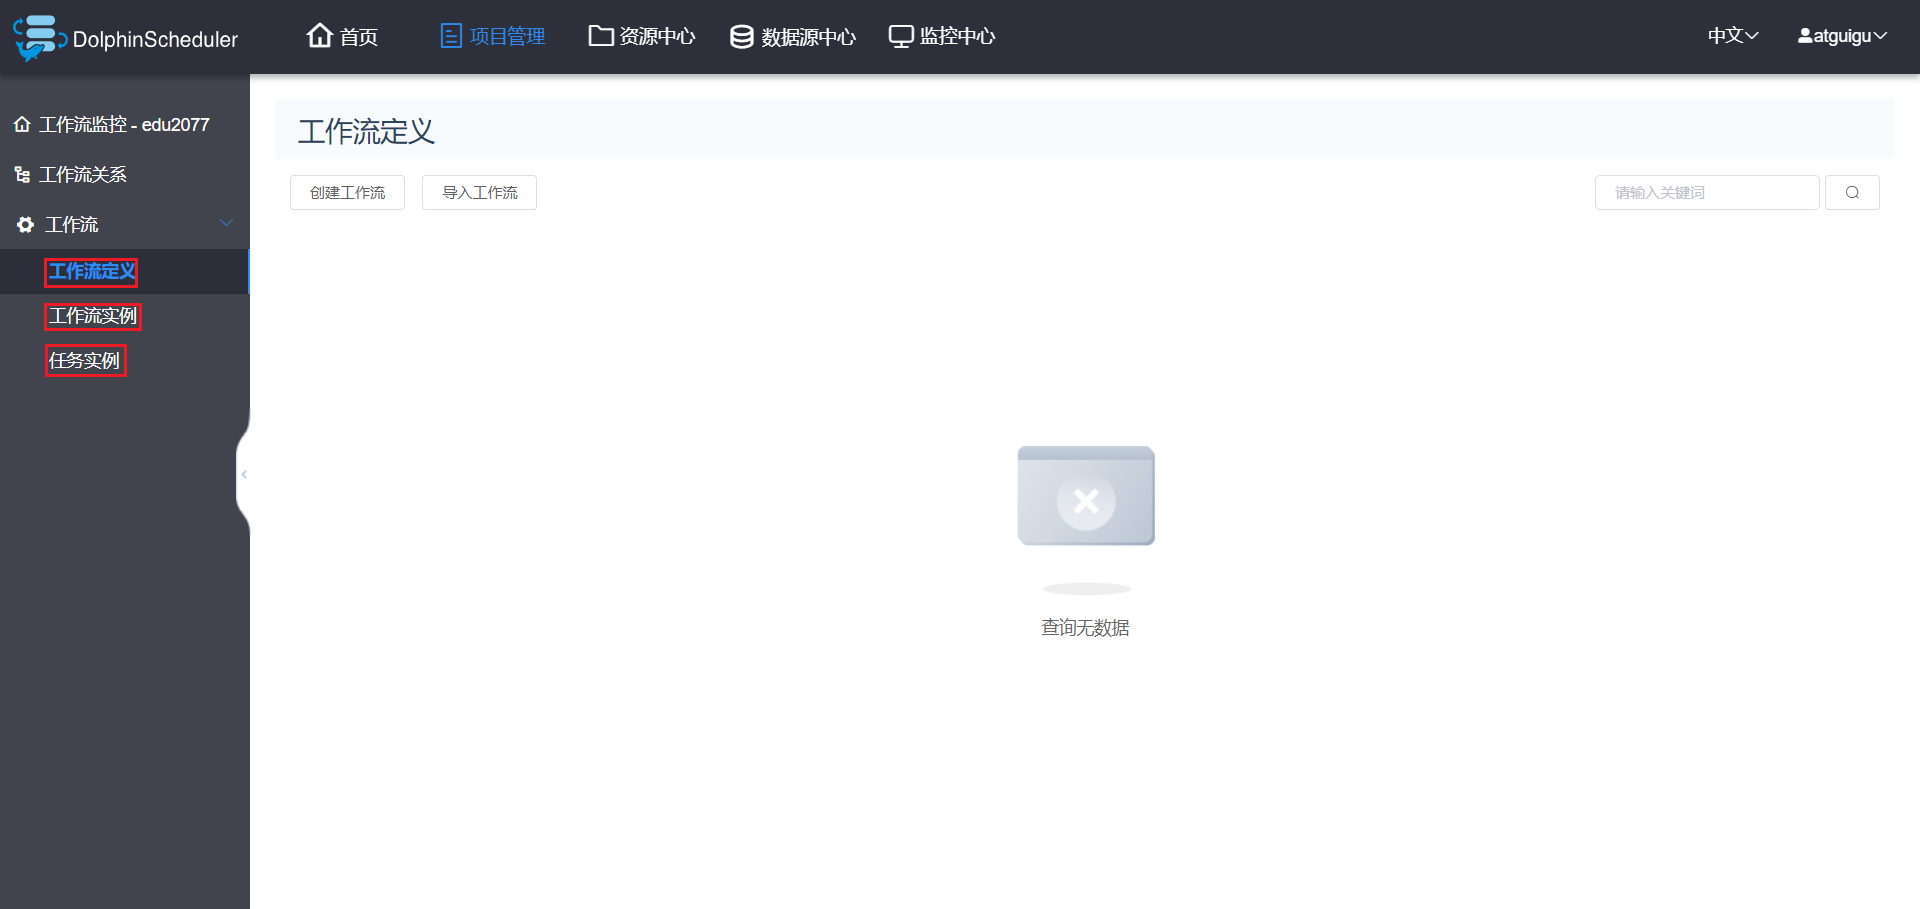 DolphinScheduler
首页
项目管理
资源中心
数据源中心
监控中心
中文
atguigu
工作流监控 - edu2077
工作流关系
工作流
工作流定义
工作流实例
任务实例
工作流定义
创建工作流
导入工作流
请输入关键词
查询无数据